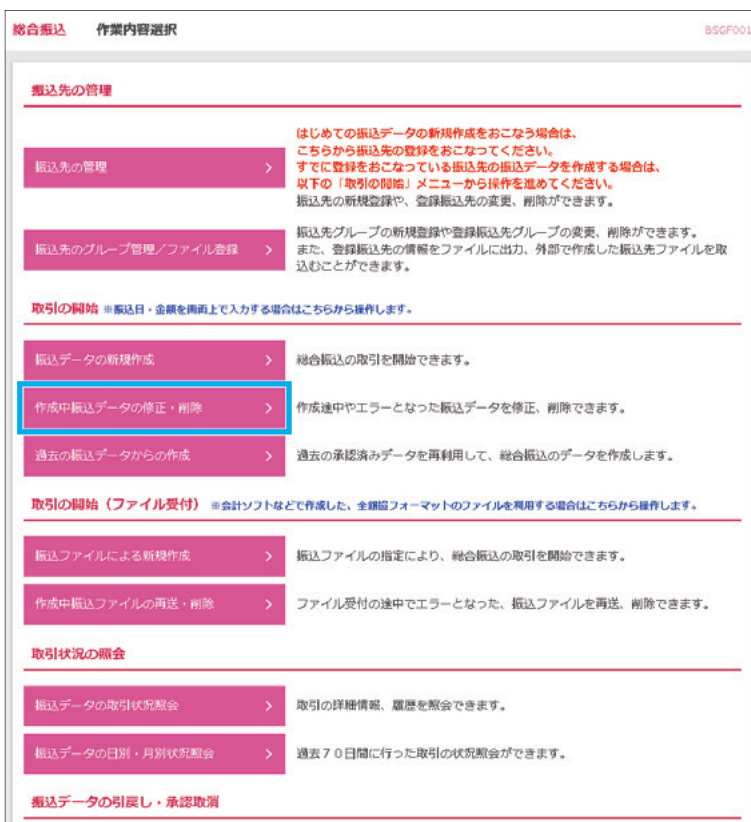 総合振込 作業内容選択 BSGF001
振込先の管理
振込先の管理
はじめての振込データの新規作成をおこなう場合は、
こちらから振込先の登録をおこなってください。
すでに登録をおこなっている振込先の振込データを作成する場合は、
以下の「取引の開始」メニューから操作を進めてください。
振込先の新規登録や、登録振込先の変更、削除ができます。
振込先のグループ管理／ファイル登録
振込先グループの新規登録や登録振込先グループの変更、削除ができます。
また、登録振込先の情報をファイルに出力、外部で作成した振込先ファイルを取
込むことができます。
取引の開始 ※振込日・金額を画面上で入力する場合はこちらから操作します。
振込データの新規作成 総合振込の取引を開始できます。
作成中振込データの修正・削除 作成途中やエラーとなった振込データを修正、削除できます。
過去の振込データからの作成 過去の承認済みデータを再利用して、総合振込のデータを作成します。
取引の開始（ファイル受付） ※会計ソフトなどで作成した、全銀協フォーマットのファイルを利用する場合はこちらから操作します。
振込ファイルによる新規作成 振込ファイルの指定により、総合振込の取引を開始できます。
作成中振込ファイルの再送・削除 ファイル受付の途中でエラーとなった、振込ファイルを再送、削除できます。
取引状況の照会
振込データの取引状況照会 取引の詳細情報、履歴を照会できます。
振込データの日別・月別状況照会 過去７０日間に行った取引の状況照会ができます。
振込データの引戻し・承認取消